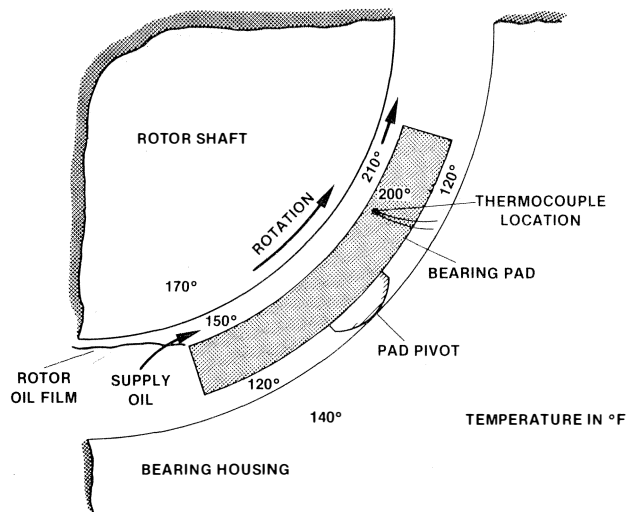 ROTOR SHAFT
210°
200°
120°
THERMOCOUPLE
LOCATION
ROTATION
BEARING PAD
170°
150°
PAD PIVOT
ROTOR
OIL FILM
SUPPLY
OIL
120°
140°
TEMPERATURE IN °F
BEARING HOUSING